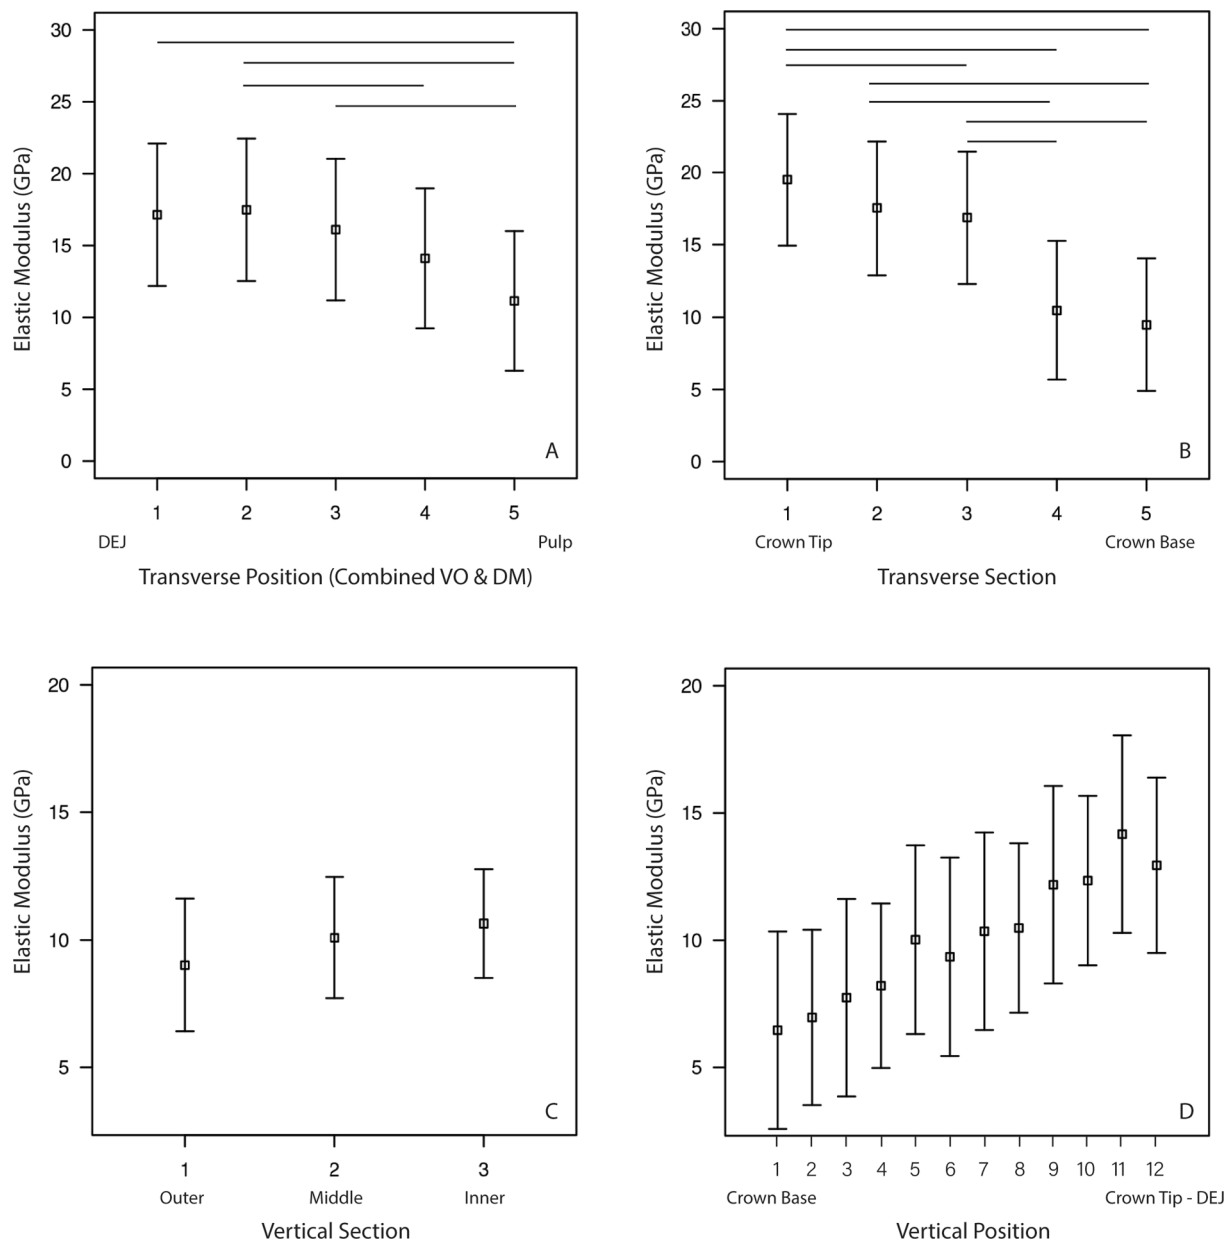 30
25
20
15
10
5
0
Elastic Modulus (GPa)
A
1 2 3 4 5
DEJ Pulp
Transverse Position (Combined VO & DM)
30
25
20
15
10
5
0
Elastic Modulus (GPa)
B
1 2 3 4 5
Crown Tip Crown Base
Transverse Section
20
15
10
5
Elastic Modulus (GPa)
C
1 2 3
Outer Middle Inner
Vertical Section
20
15
10
5
Elastic Modulus (GPa)
D
1 2 3 4 5 6 7 8 9 10 11 12
Crown Base Crown Tip - DEJ
Vertical Position